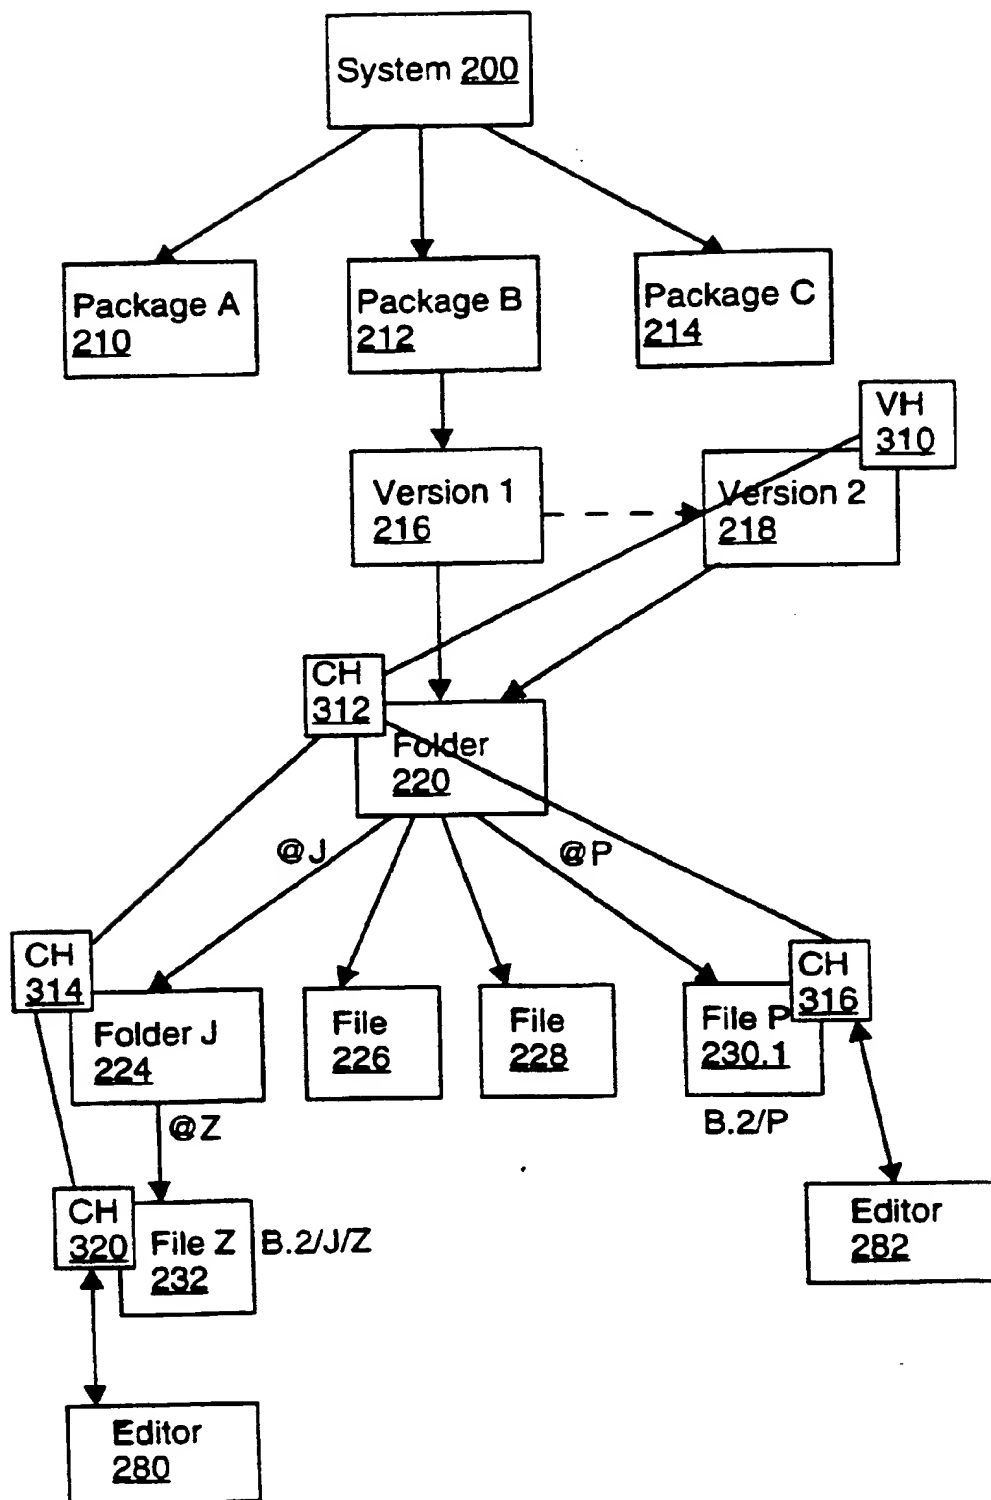 System 200
Package A
210
Package B
212
Package C
214
VH
310
Version 1
216
Version 2
218
CH
312
Folder
220
@J
@P
CH
314
Folder J
224
File
226
File
228
File P
230.1
CH
316
B.2/P
@Z
CH
320
File Z
232
B.2/J/Z
Editor
282
Editor
280